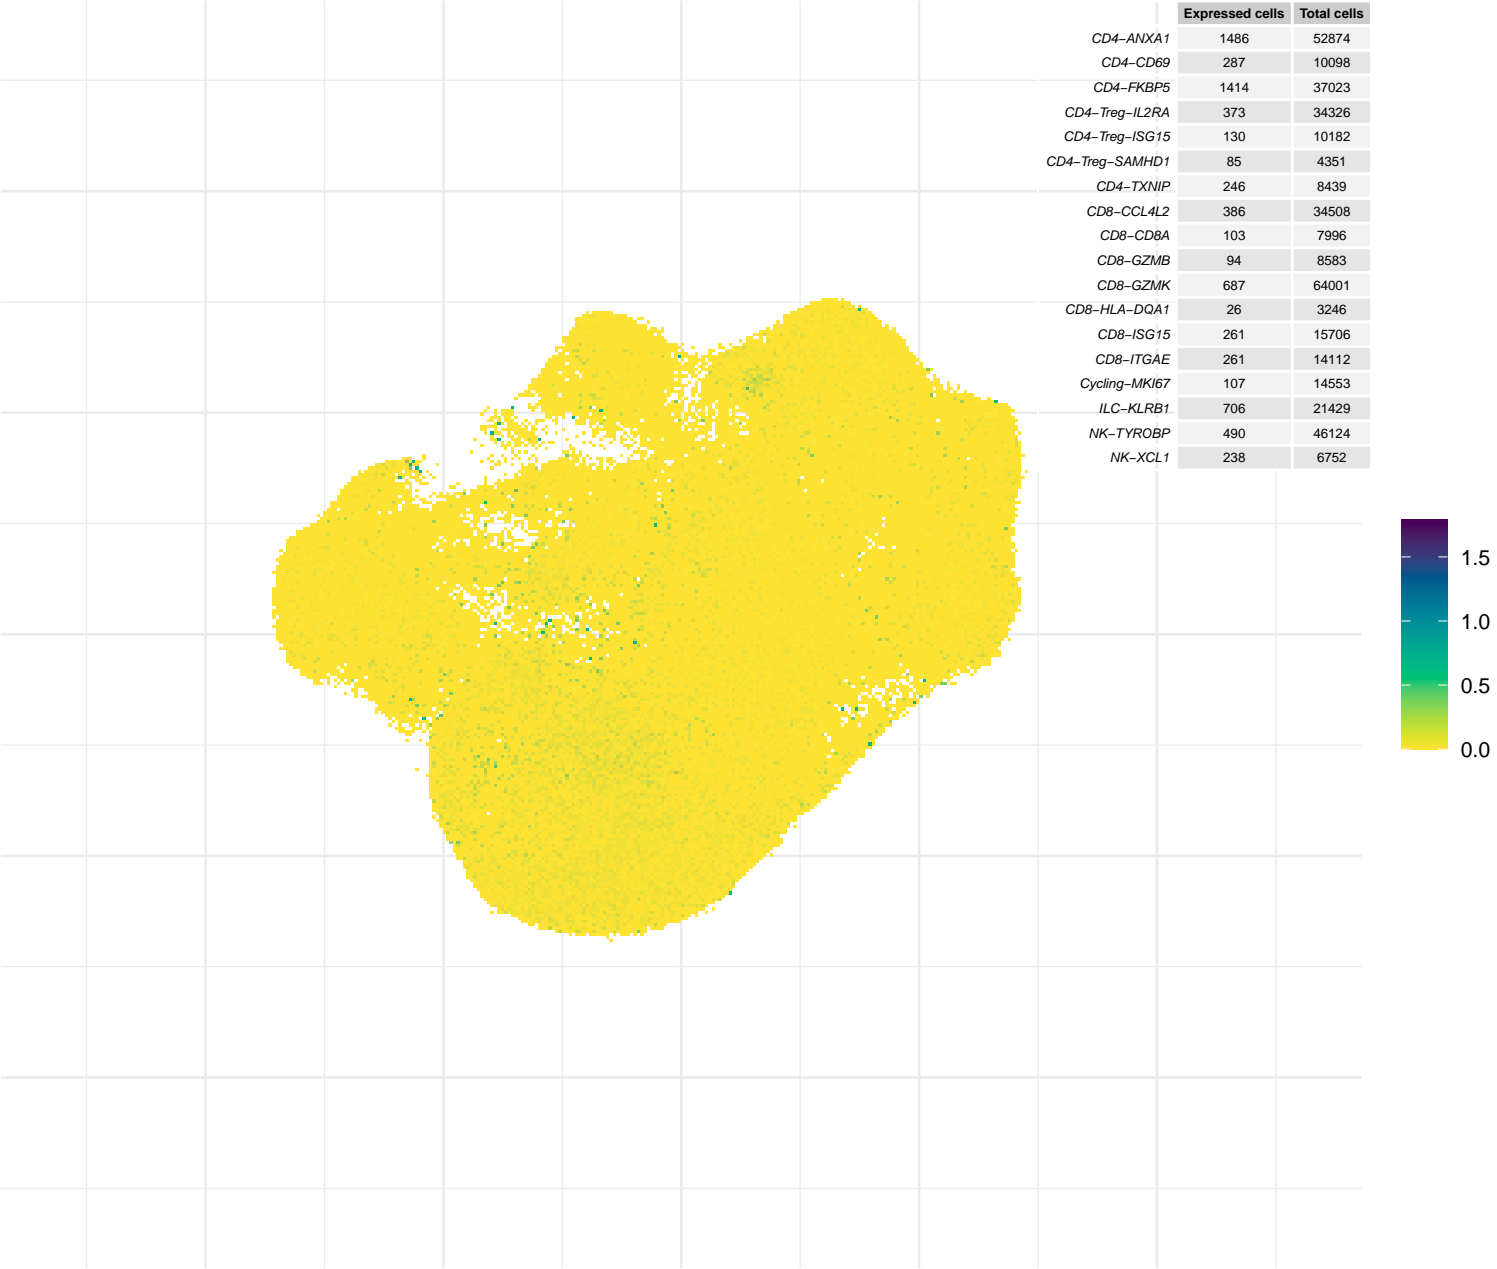 Expressed cells Total cells
CD4−ANXA1 1486 52874
CD4−CD69 287 10098
CD4−FKBP5 1414 37023
CD4−Treg−IL2RA 373 34326
CD4−Treg−ISG15 130 10182
CD4−Treg−SAMHD1 85 4351
CD4−TXNIP 246 8439
CD8−CCL4L2 386 34508
CD8−CD8A 103 7996
CD8−GZMB 94 8583
CD8−GZMK 687 64001
CD8−HLA−DQA1 26 3246
CD8−ISG15 261 15706
CD8−ITGAE 261 14112
Cycling−MKI67 107 14553
ILC−KLRB1 706 21429
NK−TYROBP 490 46124
NK−XCL1 238 6752
1.5
1.0
0.5
0.0